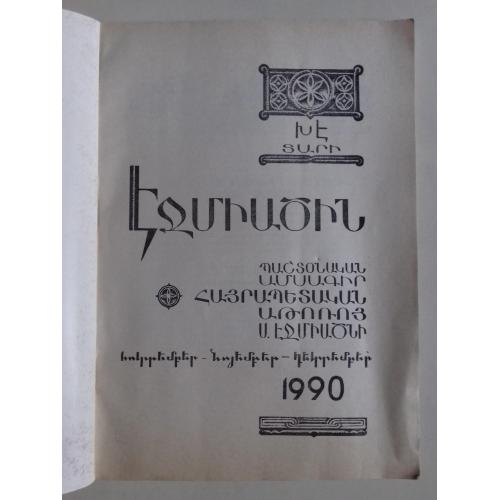 ԽԷ
ՏԱՐԻ
ԷՋՄԻԱԾԻՆ
ՊԱՇՏՕՆԱԿԱՆ
ԱՄՍԱԳԻՐ
ՀԱՅՐԱՊԵՏԱԿԱՆ
ԱԹՈՌՈՅ
Ս. ԷՋՄԻԱԾՆԻ
հոկտեմբեր - նոյեմբեր - դեկտեմբեր
1990